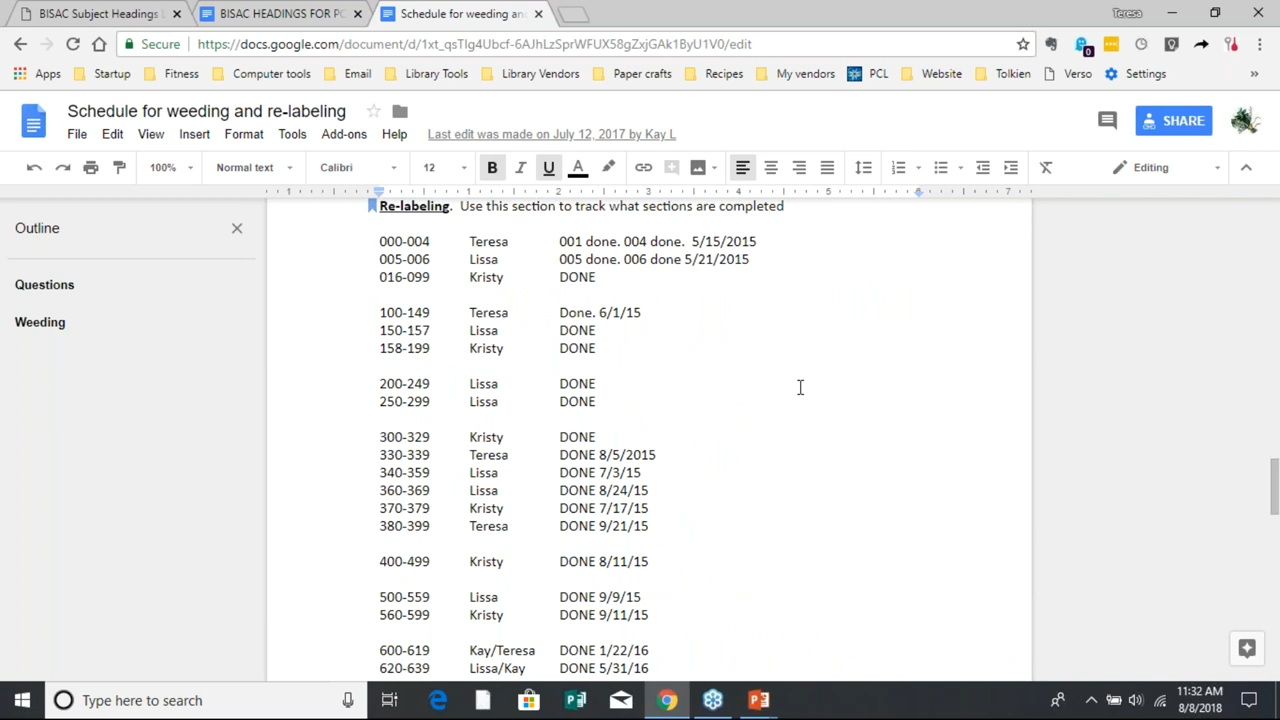 BISAC Subject Headings L
BISAC HEADINGS FOR PC
Schedule for weeding and
Teresa
Secure
https://docs.google.com/document/d/1xt_qsTIg4Ubcf-6AJhLzSprWFUX58gZxjGAk1ByU1V0/edit
0
Apps
Startup
Fitness
Computer tools
Email
Library Tools
Library Vendors
Paper crafts
Recipes
My vendors
PCL
Website
Tolkien
Verso
Settings
»
Schedule for weeding and re-labeling
File Edit View Insert Format Tools Add-ons Help
Last edit was made on July 12, 2017 by Kay L
SHARE
100% Normal text Calibri 12 B I U A
Editing
1 1 2 3 4 5 6 7
Outline
Questions
Weeding
Re-labeling. Use this section to track what sections are completed
000-004 Teresa 001 done. 004 done. 5/15/2015
005-006 Lissa 005 done. 006 done 5/21/2015
016-099 Kristy DONE
100-149 Teresa Done. 6/1/15
150-157 Lissa DONE
158-199 Kristy DONE
200-249 Lissa DONE
250-299 Lissa DONE
300-329 Kristy DONE
330-339 Teresa DONE 8/5/2015
340-359 Lissa DONE 7/3/15
360-369 Lissa DONE 8/24/15
370-379 Kristy DONE 7/17/15
380-399 Teresa DONE 9/21/15
400-499 Kristy DONE 8/11/15
500-559 Lissa DONE 9/9/15
560-599 Kristy DONE 9/11/15
600-619 Kay/Teresa DONE 1/22/16
620-639 Lissa/Kay DONE 5/31/16
Type here to search
11:32 AM
8/8/2018